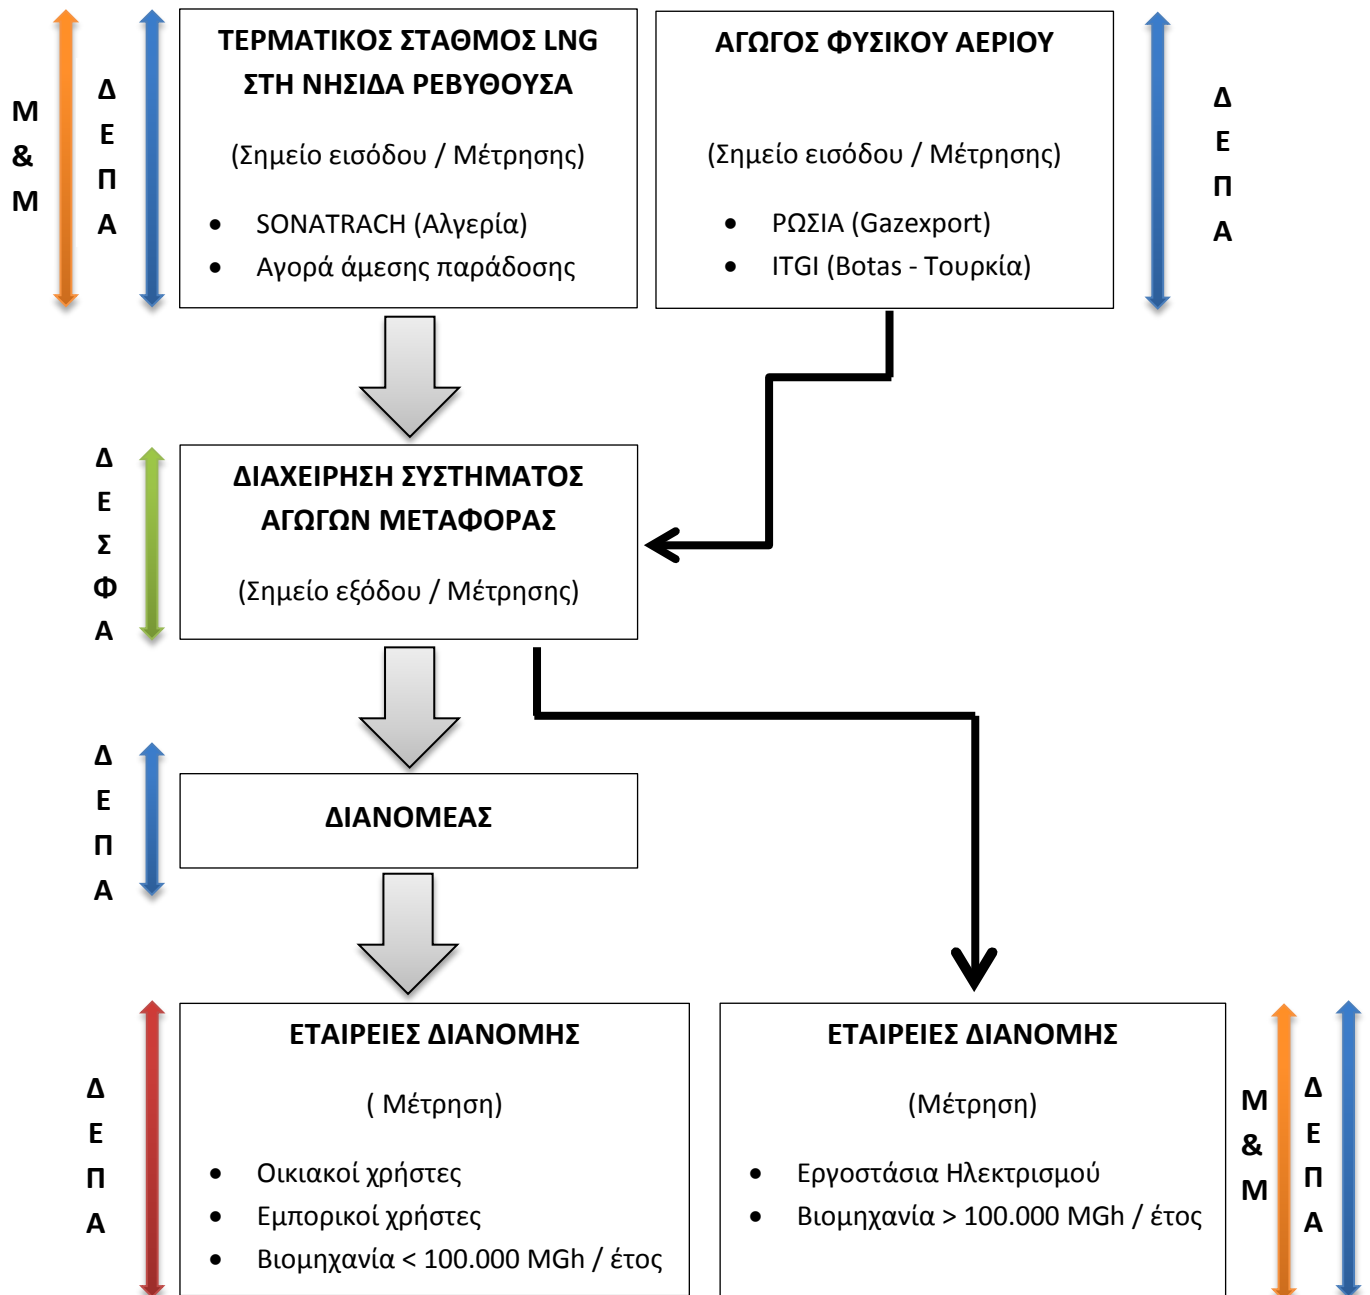 Μ
&
Μ
Δ
Ε
Π
Α
ΤΕΡΜΑΤΙΚΟΣ ΣΤΑΘΜΟΣ LNG
ΣΤΗ ΝΗΣΙΔΑ ΡΕΒΥΘΟΥΣΑ
(Σημείο εισόδου / Μέτρησης)
• SONATRACH (Αλγερία)
• Αγορά άμεσης παράδοσης
ΑΓΩΓΟΣ ΦΥΣΙΚΟΥ ΑΕΡΙΟΥ
(Σημείο εισόδου / Μέτρησης)
• ΡΩΣΙΑ (Gazexport)
• ITGI (Botas - Τουρκία)
Δ
Ε
Π
Α
Δ
Ε
Σ
Φ
Α
ΔΙΑΧΕΙΡΗΣΗ ΣΥΣΤΗΜΑΤΟΣ
ΑΓΩΓΩΝ ΜΕΤΑΦΟΡΑΣ
(Σημείο εξόδου / Μέτρησης)
Δ
Ε
Π
Α
ΔΙΑΝΟΜΕΑΣ
Δ
Ε
Π
Α
ΕΤΑΙΡΕΙΕΣ ΔΙΑΝΟΜΗΣ
( Μέτρηση)
• Οικιακοί χρήστες
• Εμπορικοί χρήστες
• Βιομηχανία < 100.000 MGh / έτος
ΕΤΑΙΡΕΙΕΣ ΔΙΑΝΟΜΗΣ
(Μέτρηση)
• Εργοστάσια Ηλεκτρισμού
• Βιομηχανία > 100.000 MGh / έτος
Μ
&
Μ
Δ
Ε
Π
Α